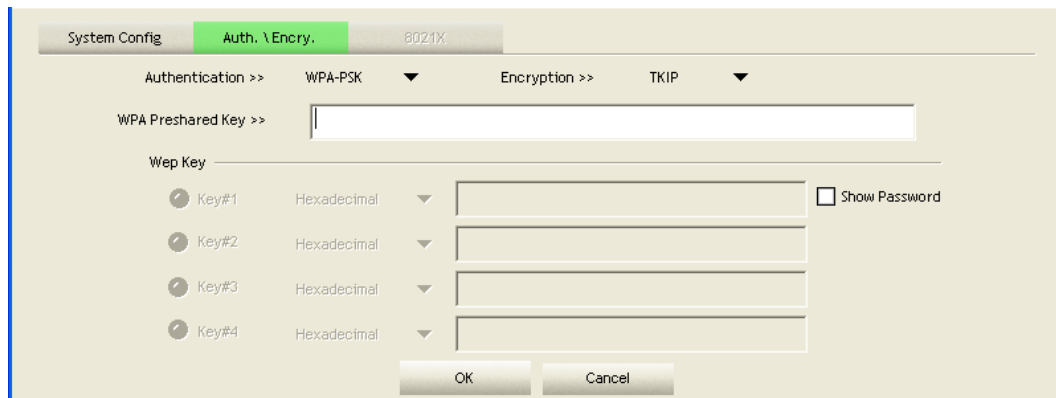 System Config Auth. \ Encry. 8021X
Authentication >> WPA-PSK Encryption >> TKIP
WPA Preshared Key >>
Wep Key
Key#1 Hexadecimal Show Password
Key#2 Hexadecimal
Key#3 Hexadecimal
Key#4 Hexadecimal
OK Cancel